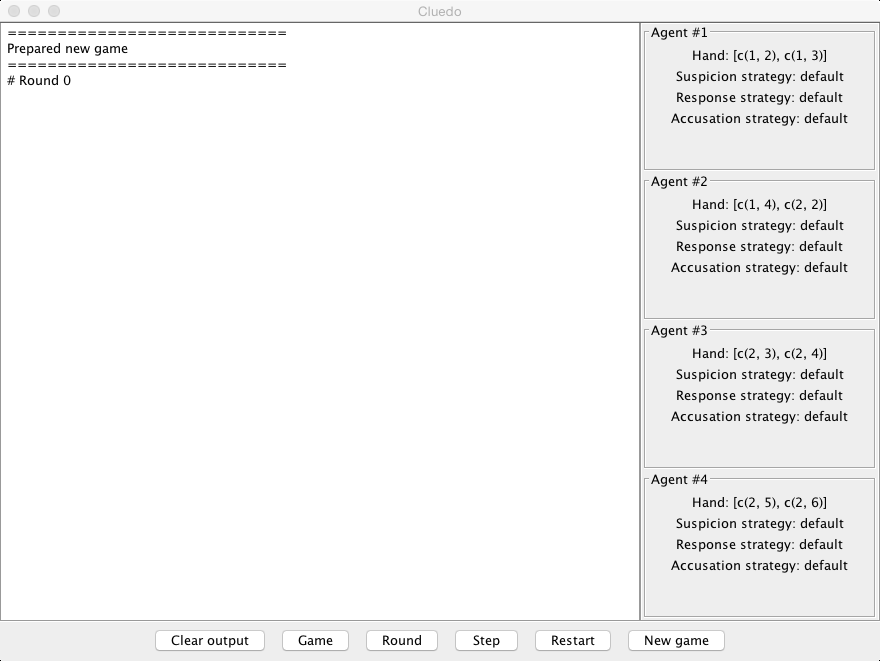 Cluedo
============================
Prepared new game
============================
# Round 0
Agent #1
Hand: [c(1, 2), c(1, 3)]
Suspicion strategy: default
Response strategy: default
Accusation strategy: default
Agent #2
Hand: [c(1, 4), c(2, 2)]
Suspicion strategy: default
Response strategy: default
Accusation strategy: default
Agent #3
Hand: [c(2, 3), c(2, 4)]
Suspicion strategy: default
Response strategy: default
Accusation strategy: default
Agent #4
Hand: [c(2, 5), c(2, 6)]
Suspicion strategy: default
Response strategy: default
Accusation strategy: default
Clear output Game Round Step Restart New game